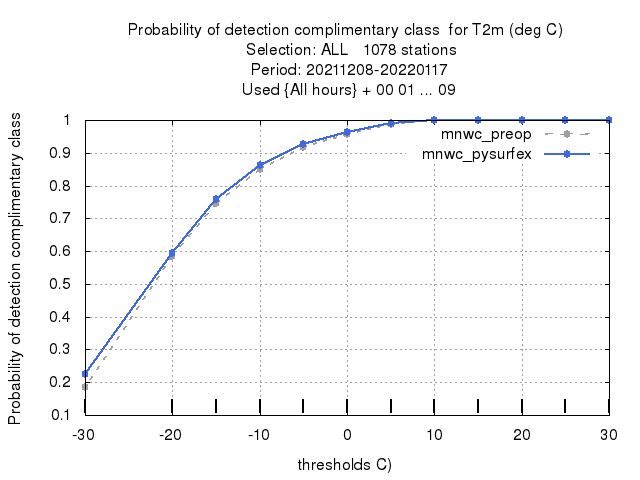 Probability of detection complimentary class  for T2m (deg C)
Selection: ALL   1078 stations
Period: 20211208-20220117
Used {All hours} + 00 01 ... 09
Probability of detection complimentary class
1
0.9
0.8
0.7
0.6
0.5
0.4
0.3
0.2
0.1
mnwc_preop
mnwc_pysurfex
-30 -20 -10 0 10 20 30
thresholds C)